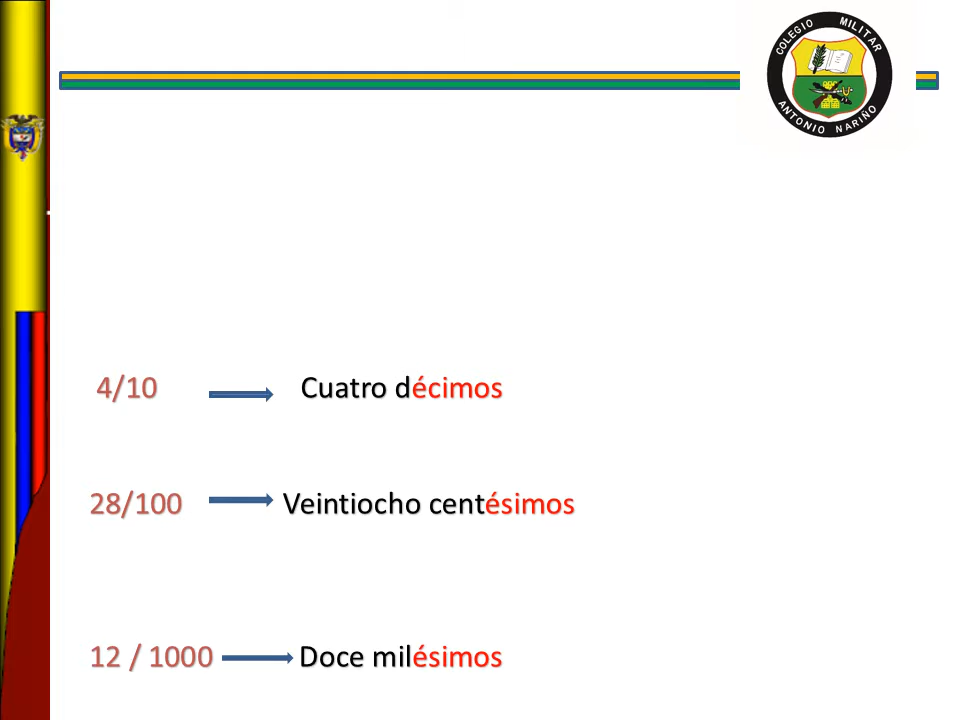 COLEGIO MILITAR
ANTONIO NARIÑO
4/10 Cuatro décimos
28/100 Veintiocho centésimos
12 / 1000 Doce milésimos